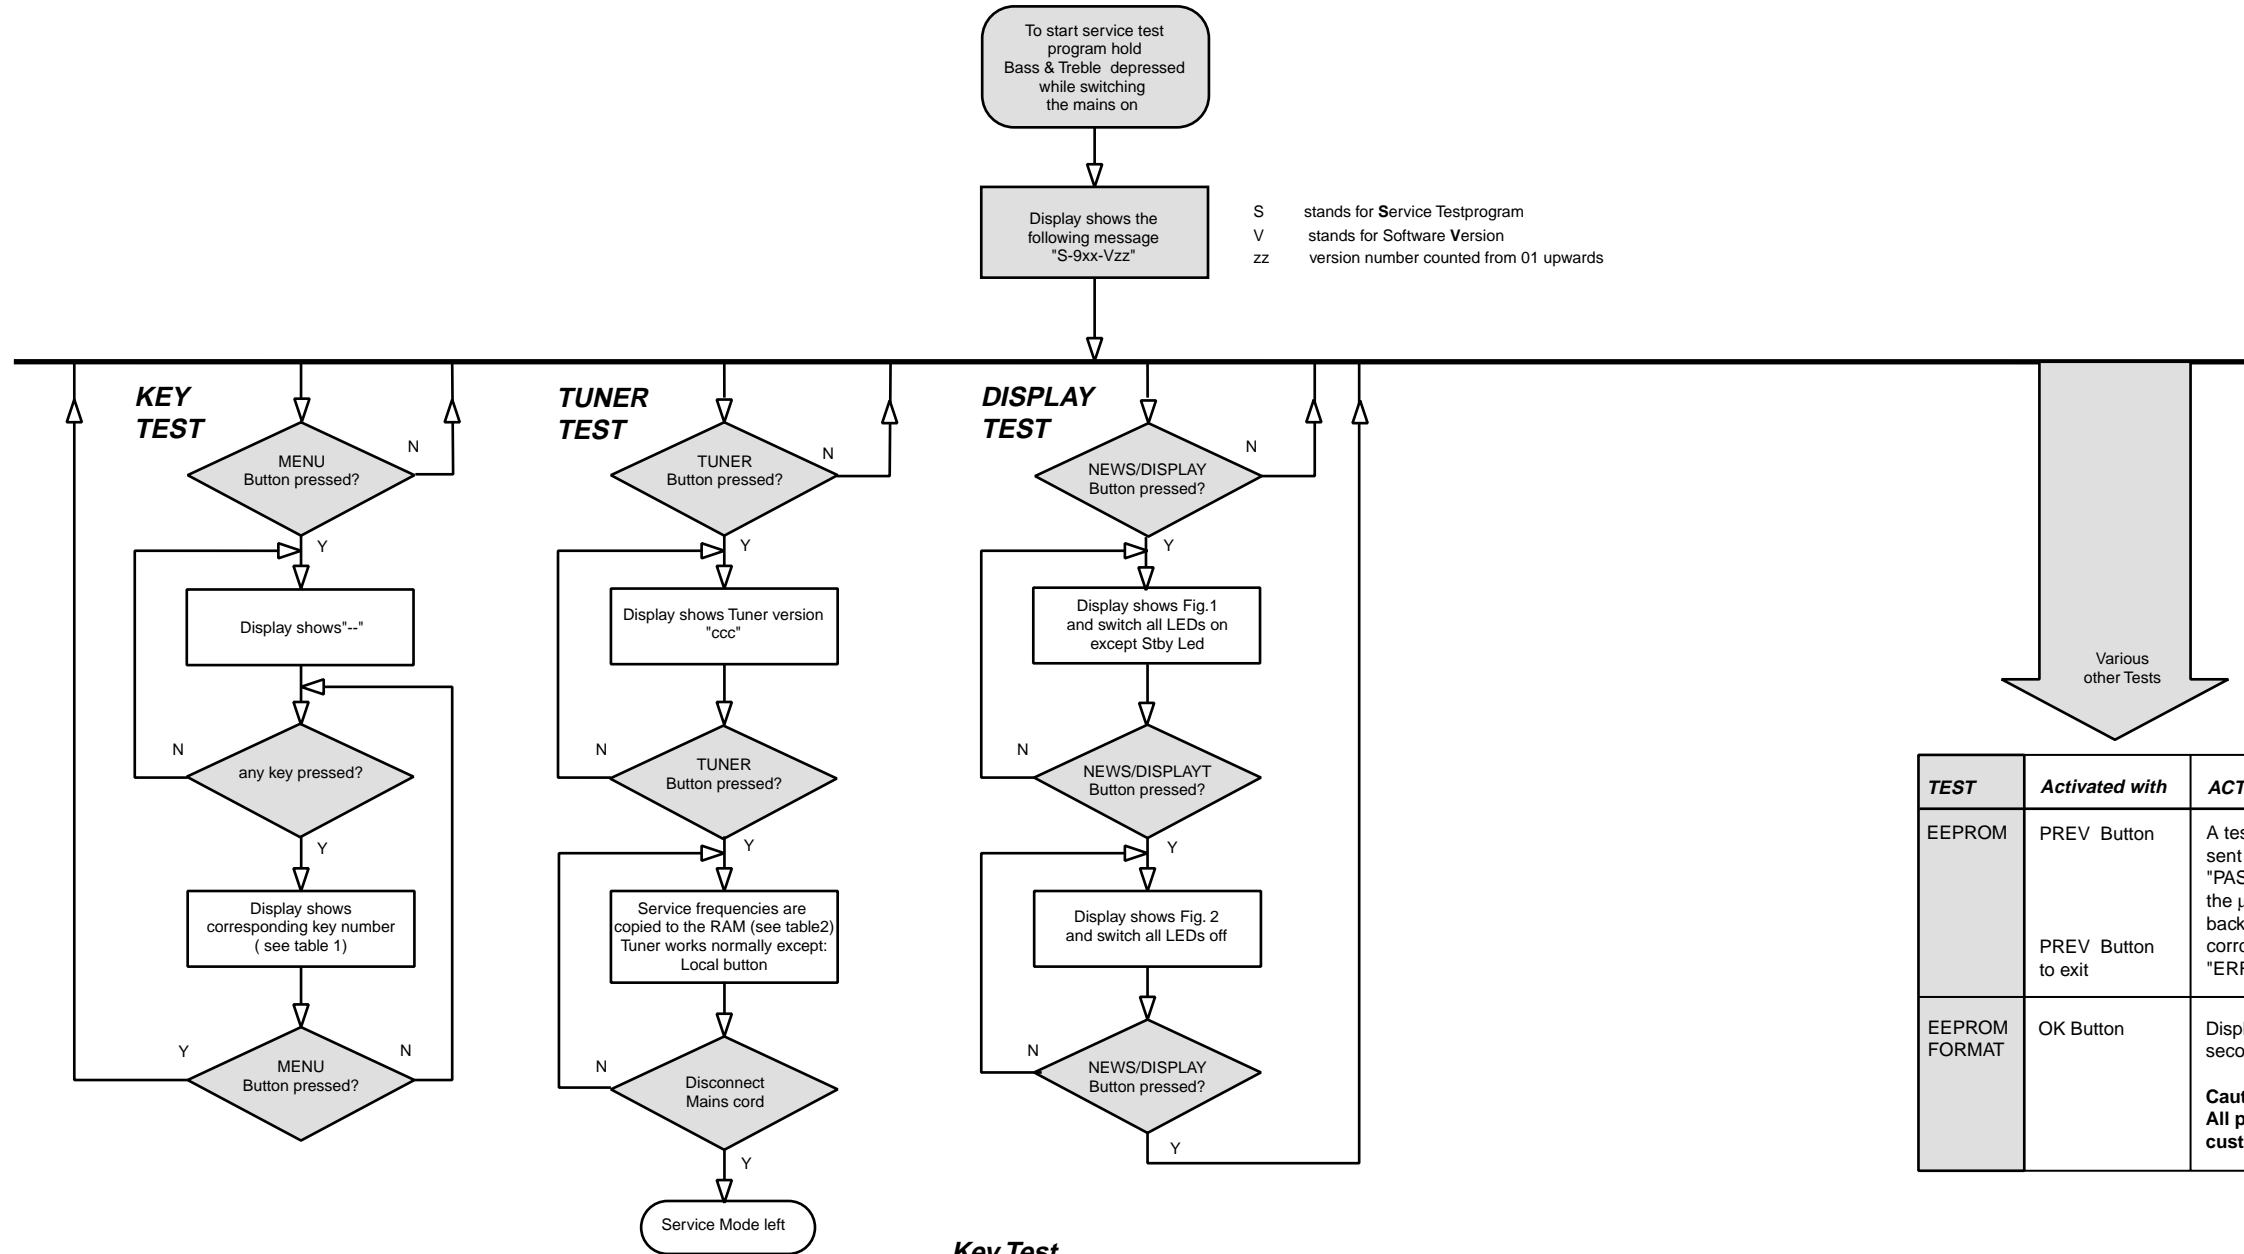 To start service test
program hold
Bass & Treble depressed
while switching
the mains on
Display shows the
following message
"S-9xx-Vzz"
S stands for Service Testprogram
V stands for Software Version
zz version number counted from 01 upwards
KEY
TEST
MENU
Button pressed?
N
Y
Display shows"--"
any key pressed?
N
Y
Display shows
corresponding key number
( see table 1)
MENU
Button pressed?
Y
N
TUNER
TEST
TUNER
Button pressed?
N
Y
Display shows Tuner version
"ccc"
TUNER
Button pressed?
N
Y
Service frequencies are
copied to the RAM (see table2)
Tuner works normally except:
Local button
Disconnect
Mains cord
N
Y
Service Mode left
DISPLAY
TEST
NEWS/DISPLAY
Button pressed?
N
Y
Display shows Fig.1
and switch all LEDs on
except Stby Led
NEWS/DISPLAYT
Button pressed?
N
Y
Display shows Fig. 2
and switch all LEDs off
NEWS/DISPLAY
Button pressed?
N
Y
Various
other Tests
TEST Activated with
EEPROM PREV Button A
sent
the
back
PREV Button
to exit
EEPROM
FORMAT
OK Button
All
Key Test